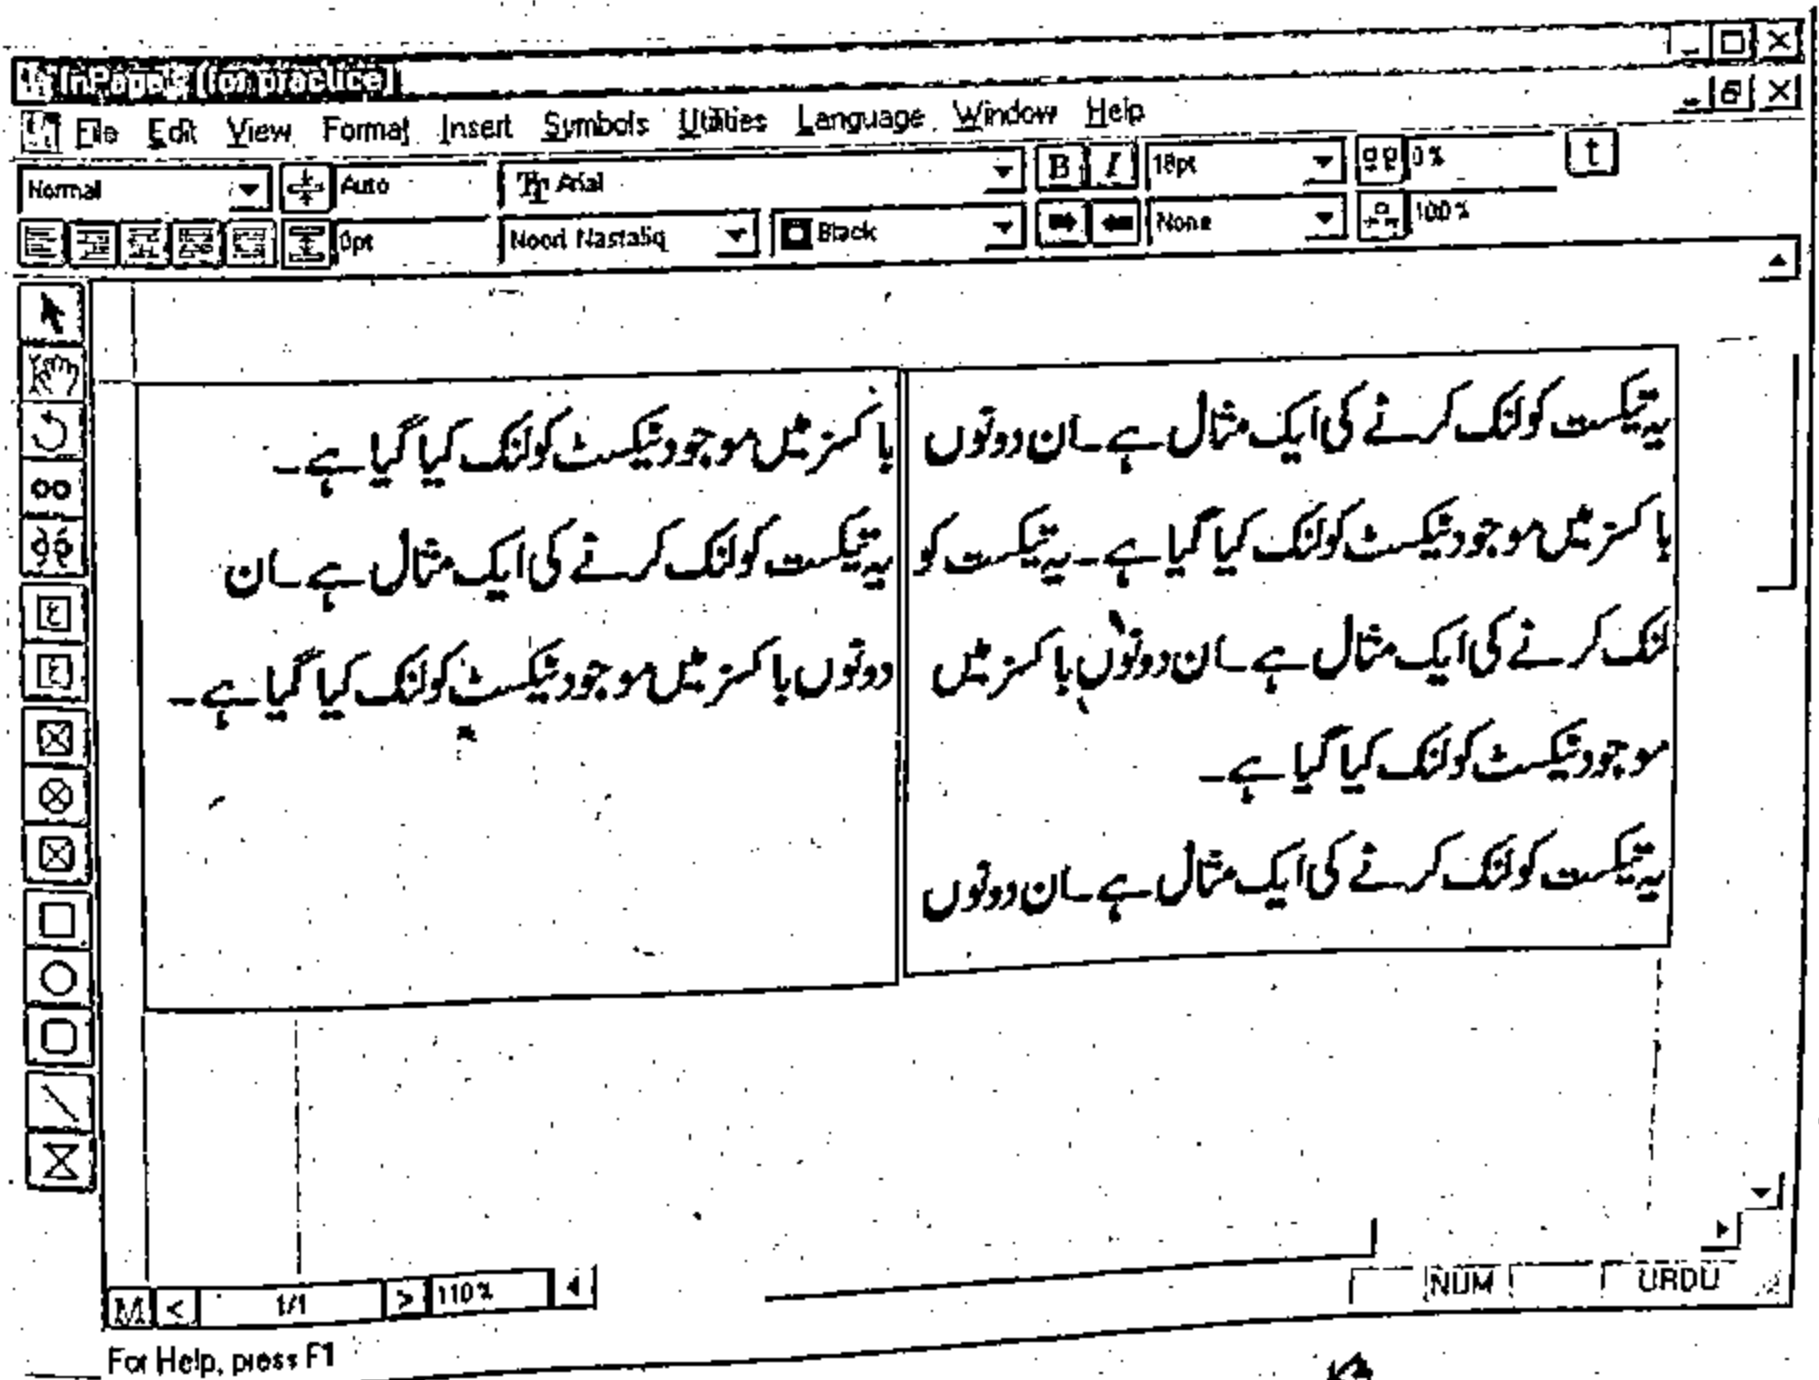 InPage - (for practice)
File Edit View Format Insert Symbols Utilities Language Window Help
Normal Auto Arial B I 18pt 0% t
0pt Noori Nastaliq Black None 100%
یہ ٹیکسٹ کو لنک کرنے کی ایک مثال ہے۔ ان دونوں
باکسز میں موجود ٹیکسٹ کو لنک کیا گیا ہے۔ یہ ٹیکسٹ کو
لنک کرنے کی ایک مثال ہے۔ ان دونوں باکسز میں
موجود ٹیکسٹ کو لنک کیا گیا ہے۔
یہ ٹیکسٹ کو لنک کرنے کی ایک مثال ہے۔ ان دونوں
باکسز میں موجود ٹیکسٹ کو لنک کیا گیا ہے۔
یہ ٹیکسٹ کو لنک کرنے کی ایک مثال ہے۔ ان
دونوں باکسز میں موجود ٹیکسٹ کو لنک کیا گیا ہے۔
M < 1/1 > 110% NUM URDU
For Help, press F1